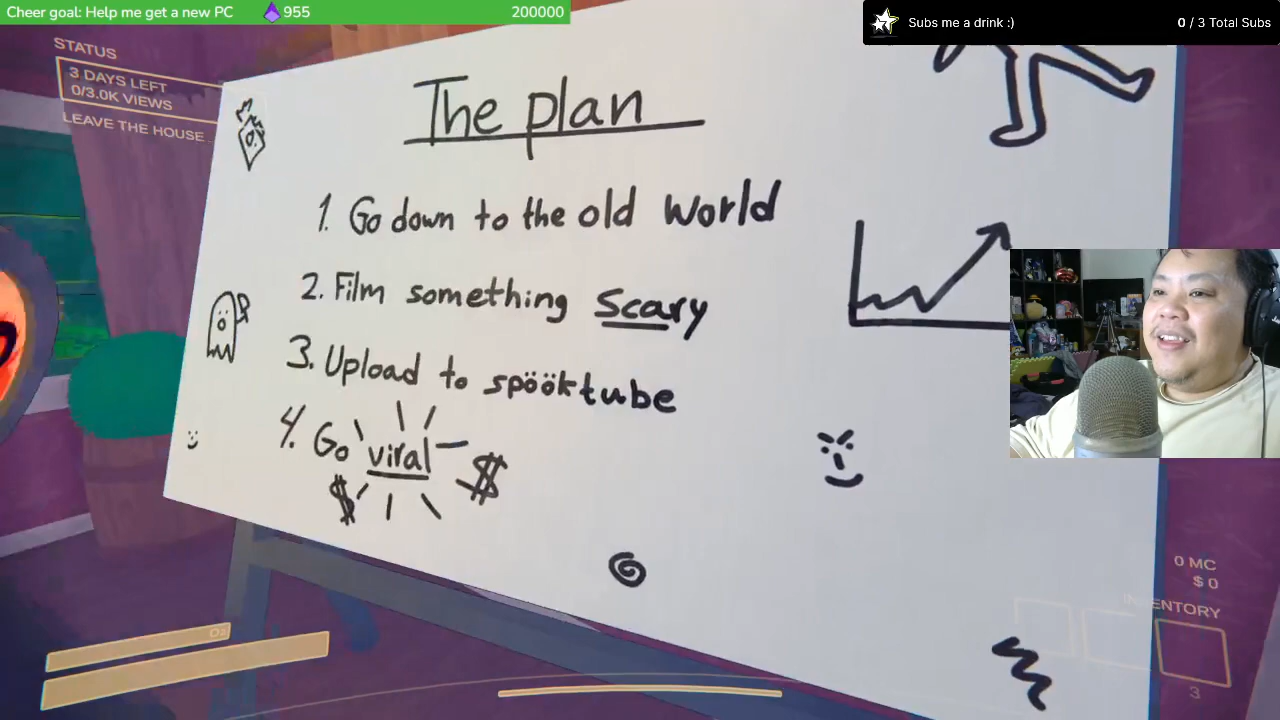 Cheer goal: Help me get a new PC 955 200000
Subs me a drink :) 0 / 3 Total Subs
STATUS
3 DAYS LEFT
0/3.0K VIEWS
LEAVE THE HOUSE
The plan
1. Go down to the old world
2. Film something scary
3. Upload to spööktube
4. Go viral
$ $
O2
0 MC
$ 0
INVENTORY
3